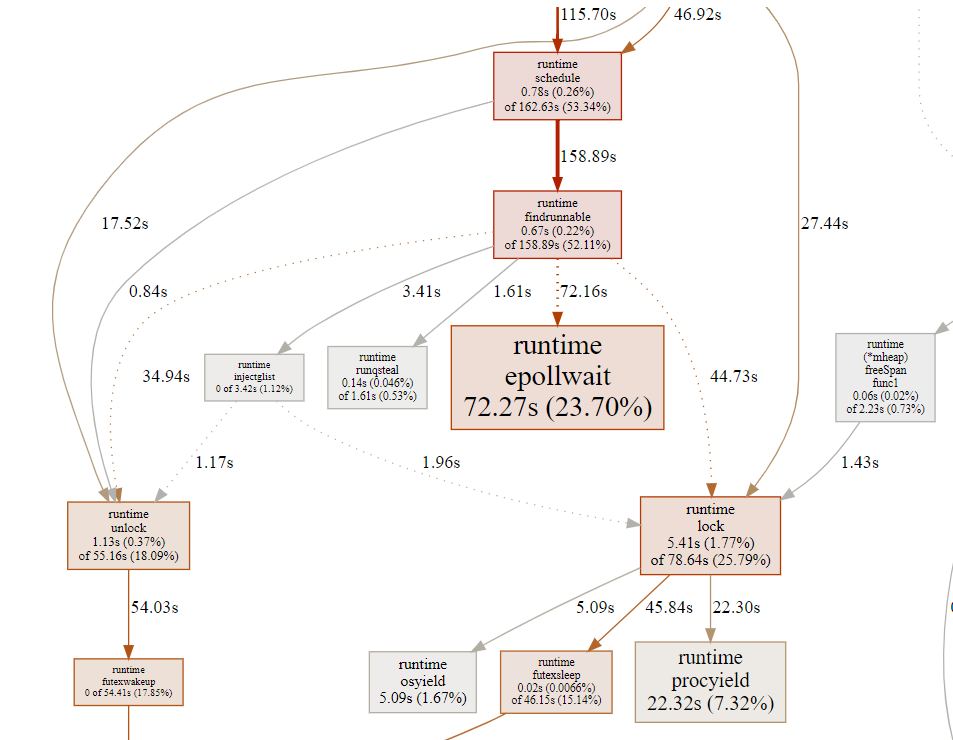 115.70s
46.92s
runtime
schedule
0.78s (0.26%)
of 162.63s (53.34%)
158.89s
runtime
findrunnable
0.67s (0.22%)
of 158.89s (52.11%)
17.52s
27.44s
0.84s
3.41s
1.61s
72.16s
runtime
injectglist
0 of 3.42s (1.12%)
runtime
runqsteal
0.14s (0.046%)
of 1.61s (0.53%)
runtime
epollwait
72.27s (23.70%)
runtime
(*mheap)
freeSpan
func1
0.06s (0.02%)
of 2.23s (0.73%)
34.94s
44.73s
1.17s
1.96s
1.43s
runtime
unlock
1.13s (0.37%)
of 55.16s (18.09%)
runtime
lock
5.41s (1.77%)
of 78.64s (25.79%)
54.03s
5.09s
45.84s
22.30s
runtime
futexwakeup
0 of 54.41s (17.85%)
runtime
osyield
5.09s (1.67%)
runtime
futexsleep
0.02s (0.0066%)
of 46.15s (15.14%)
runtime
procyield
22.32s (7.32%)